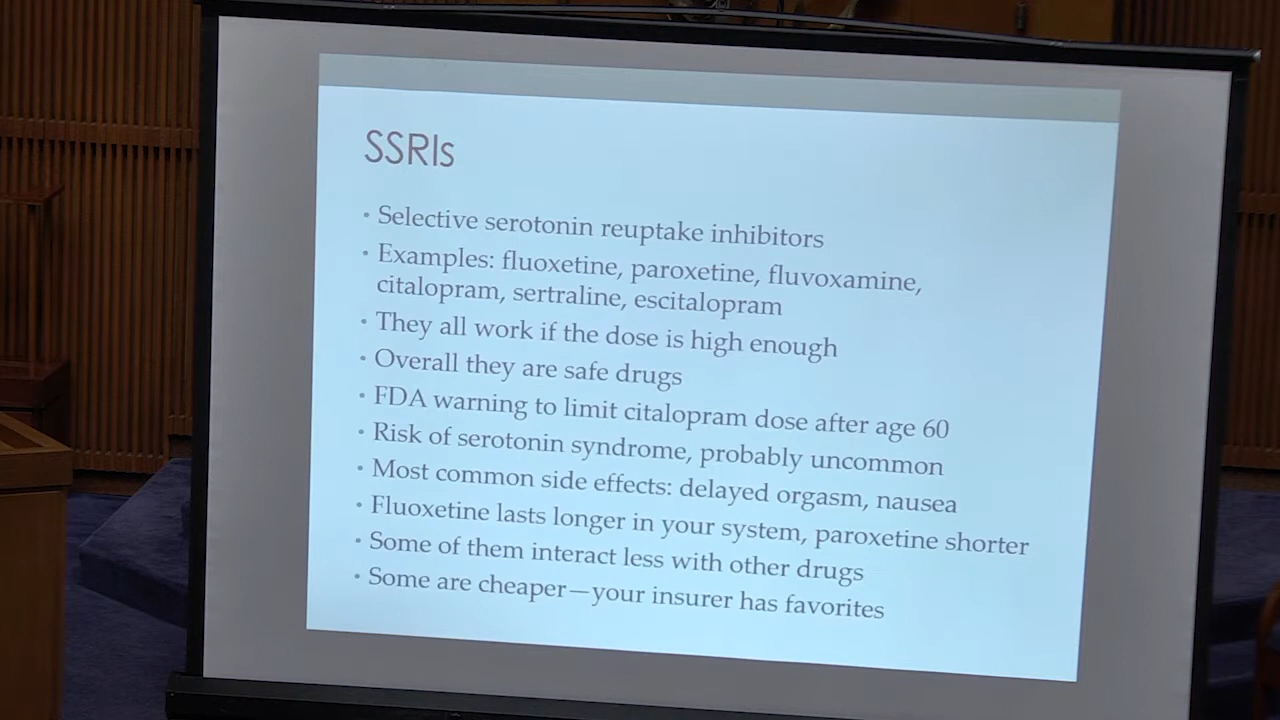 SSRIs
• Selective serotonin reuptake inhibitors
• Examples: fluoxetine, paroxetine, fluvoxamine,
citalopram, sertraline, escitalopram
• They all work if the dose is high enough
• Overall they are safe drugs
• FDA warning to limit citalopram dose after age 60
• Risk of serotonin syndrome, probably uncommon
• Most common side effects: delayed orgasm, nausea
• Fluoxetine lasts longer in your system, paroxetine shorter
• Some of them interact less with other drugs
• Some are cheaper—your insurer has favorites